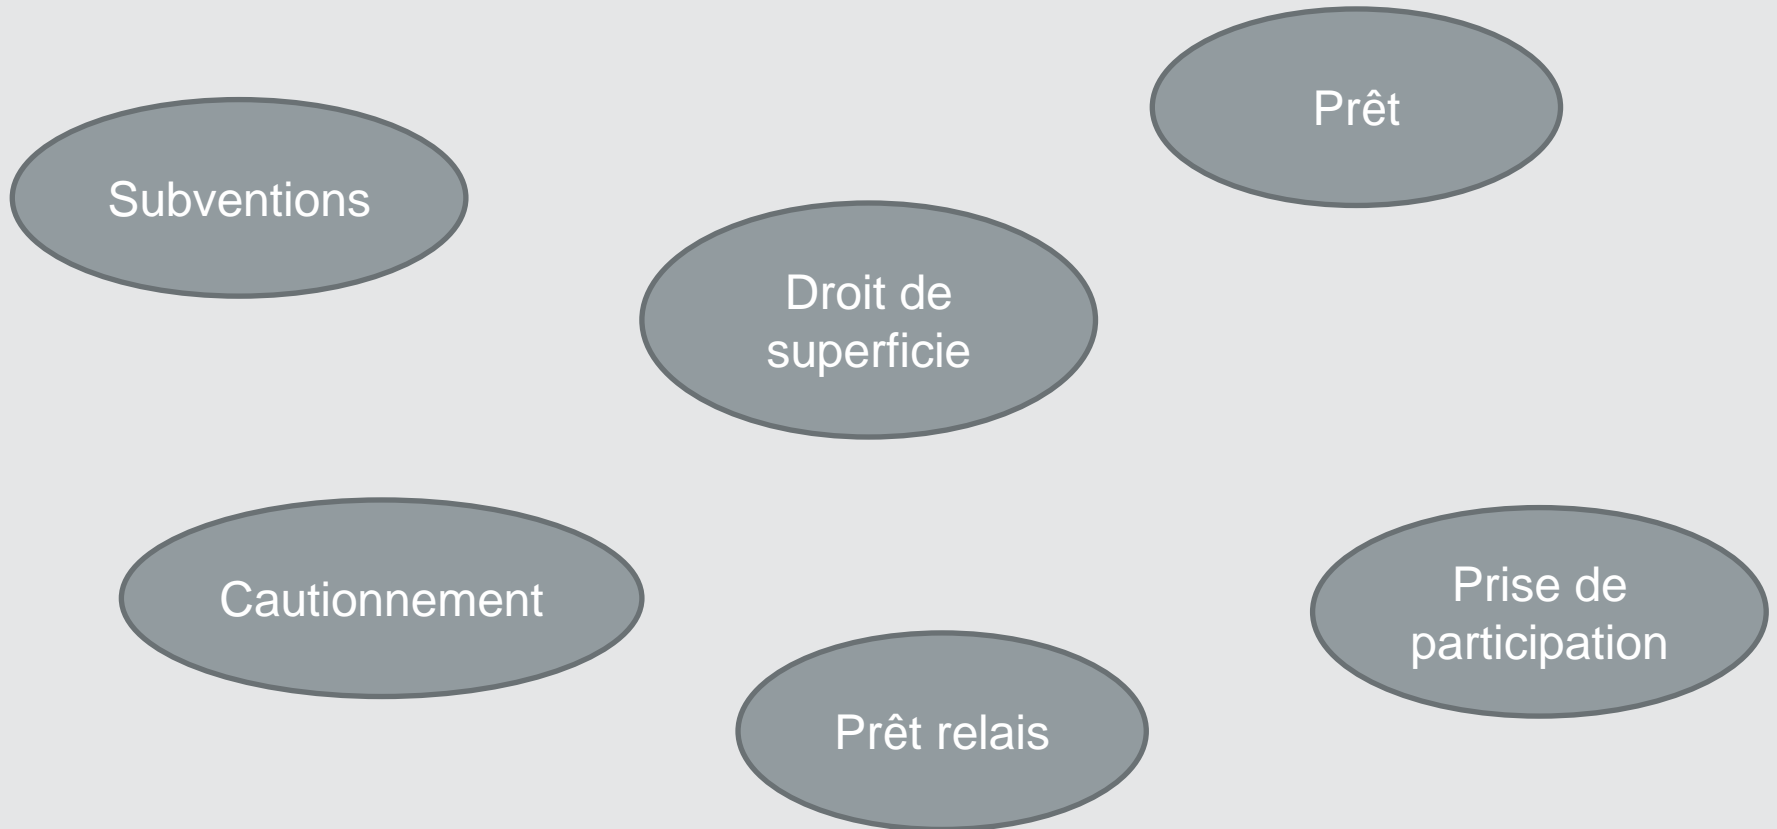 Prêt
Subventions
Droit de
superficie
Cautionnement
Prise de
participation
Prêt relais